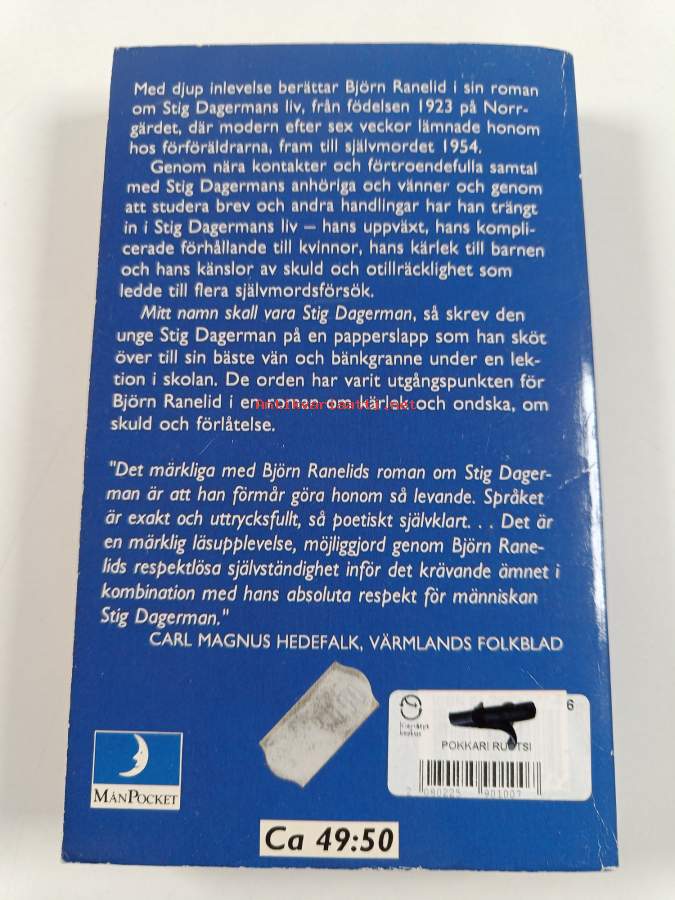 Med djup inlevelse berättar Björn Ranelid i sin roman
om Stig Dagermans liv, från födelsen 1923 på Norr-
gärdet, där modern efter sex veckor lämnade honom
hos förföräldrarna, fram till självmordet 1954.
Genom nära kontakter och förtroendefulla samtal
med Stig Dagermans anhöriga och vänner och genom
att studera brev och andra handlingar har han trängt
in i Stig Dagermans liv – hans uppväxt, hans kompli-
cerade förhållande till kvinnor, hans kärlek till barnen
och hans känslor av skuld och otillräcklighet som
ledde till flera självmordsförsök.
Mitt namn skall vara Stig Dagerman, så skrev den
unge Stig Dagerman på en papperslapp som han sköt
över till sin bäste vän och bänkgranne under en lek-
tion i skolan. De orden har varit utgångspunkten för
Björn Ranelid i en roman om kärlek och ondska, om
skuld och förlåtelse.
"Det märkliga med Björn Ranelids roman om Stig Dager-
man är att han förmår göra honom så levande. Språket
är exakt och uttrycksfullt, så poetiskt självklart. . . Det är
en märklig läsupplevelse, möjliggjord genom Björn Rane-
lids respektlösa självständighet inför det krävande ämnet i
kombination med hans absoluta respekt för människan
Stig Dagerman."
CARL MAGNUS HEDEFALK, VÄRMLANDS FOLKBLAD
6
POKKARI RUOTSI
2 080225 901007
MÅNPOCKET
Ca 49:50